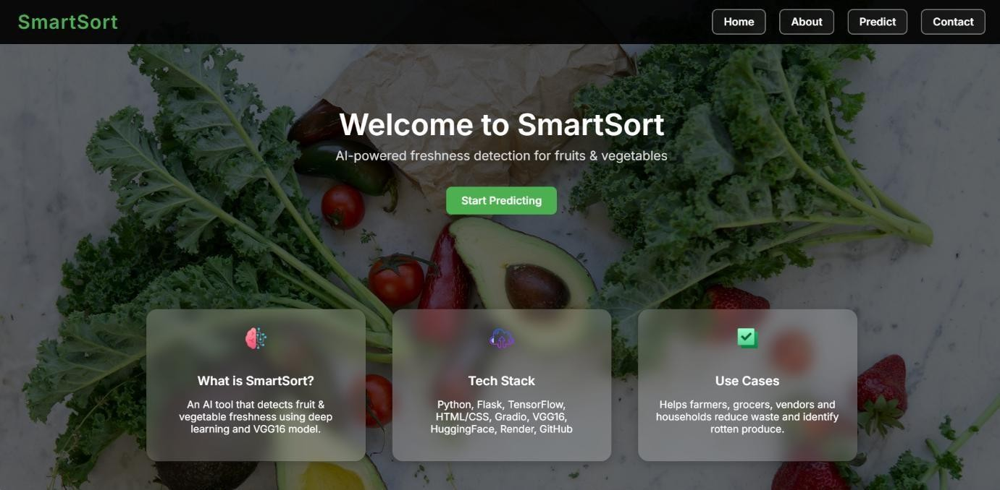 SmartSort
Home
About
Predict
Contact
Welcome to SmartSort
AI-powered freshness detection for fruits & vegetables
Start Predicting
What is SmartSort?
An AI tool that detects fruit &
vegetable freshness using deep
learning and VGG16 model.
Tech Stack
Python, Flask, TensorFlow,
HTML/CSS, Gradio, VGG16,
HuggingFace, Render, GitHub
Use Cases
Helps farmers, grocers, vendors and
households reduce waste and identify
rotten produce.